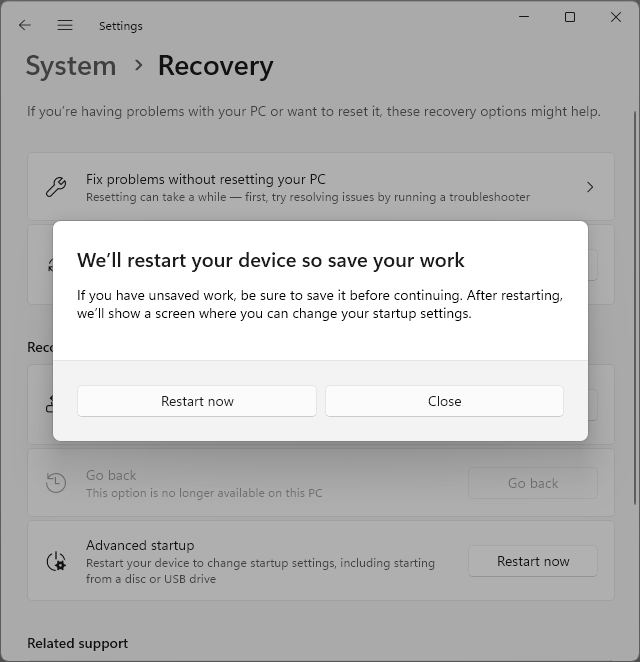 Settings
System > Recovery
If you're having problems with your PC or want to reset it, these recovery options might help.
Fix problems without resetting your PC
Resetting can take a while — first, try resolving issues by running a troubleshooter
We'll restart your device so save your work
If you have unsaved work, be sure to save it before continuing. After restarting,
we'll show a screen where you can change your startup settings.
Restart now
Close
Go back
This option is no longer available on this PC
Go back
Advanced startup
Restart your device to change startup settings, including starting
from a disc or USB drive
Restart now
Related support